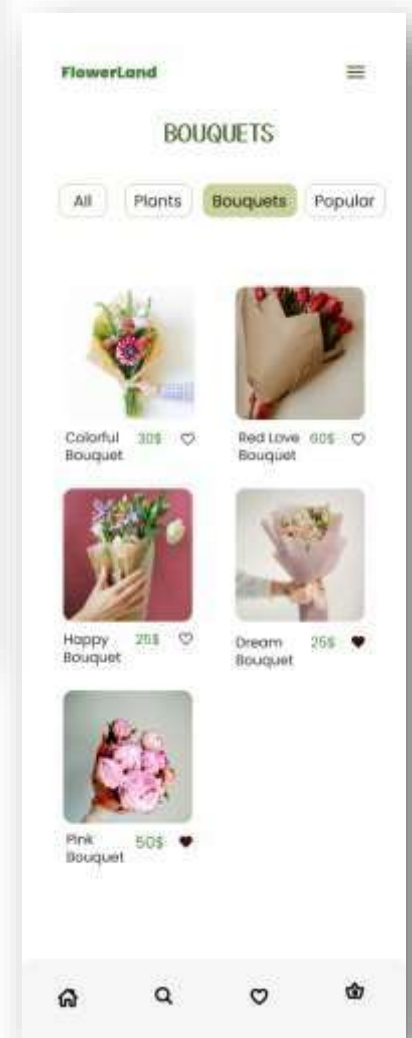 FlowerLand
BOUQUETS
All Plants Bouquets Popular
Colorful Bouquet 30$
Red Love Bouquet 60$
Happy Bouquet 25$
Dream Bouquet 25$
Pink Bouquet 50$